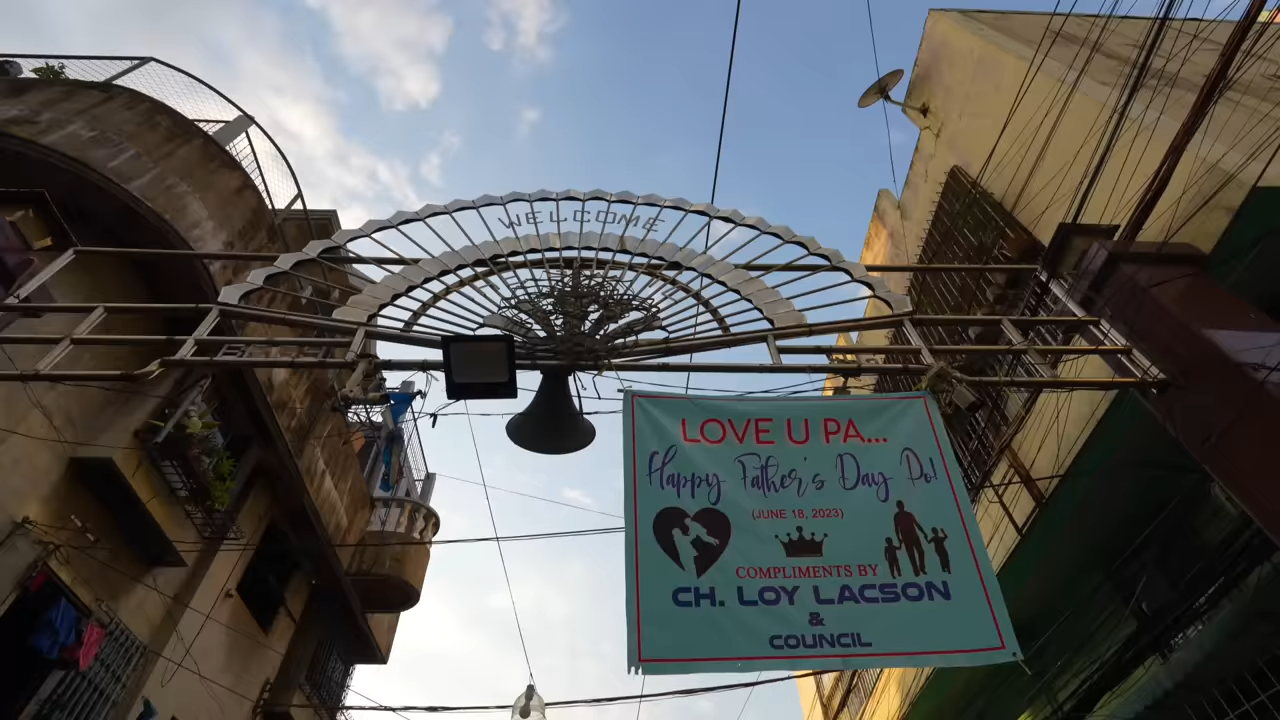 WELCOME
LOVE U PA...
Happy Father's Day Po!
(JUNE 18, 2023)
COMPLIMENTS BY
CH. LOY LACSON
&
COUNCIL